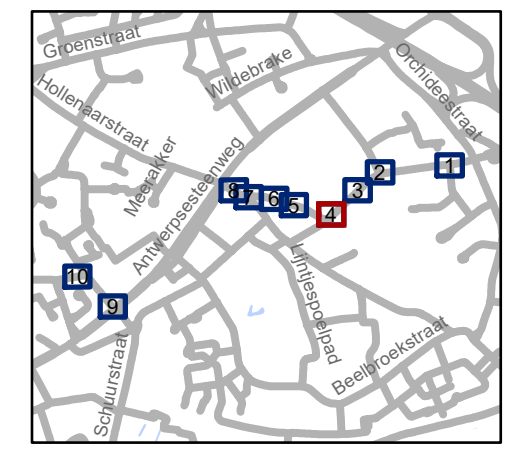 Groenstraat
Orchideestraat
Wildebrake
Hollenaarstraat
Meerakker
Antwerpsesteenweg
1
2
3
8
7
6
5
4
Lijntjespoelpad
10
9
Schuurstraat
Beelbroekstraat